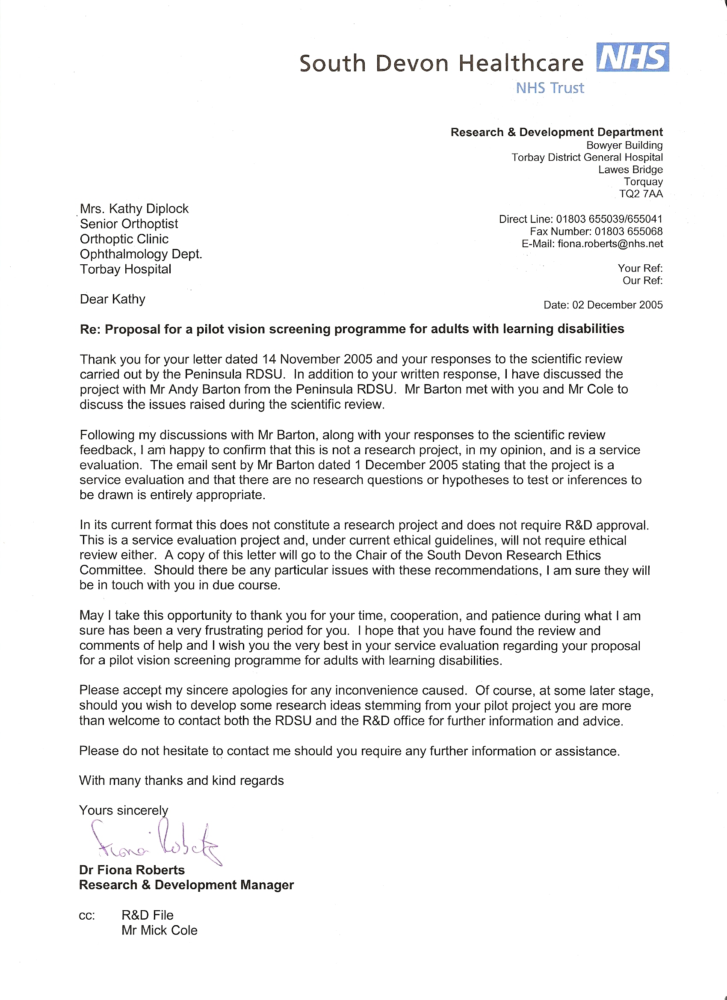 South Devon Healthcare NHS
NHS Trust
Research & Development Department
Bowyer Building
Torbay District General Hospital
Lawes Bridge
Torquay
TQ2 7AA
Mrs. Kathy Diplock
Senior Orthoptist
Orthoptic Clinic
Ophthalmology Dept.
Torbay Hospital
Direct Line: 01803 655039/655041
Fax Number: 01803 655068
E-Mail: fiona.roberts@nhs.net
Your Ref:
Our Ref:
Dear Kathy
Date: 02 December 2005
Re: Proposal for a pilot vision screening programme for adults with learning disabilities
Thank you for your letter dated 14 November 2005 and your responses to the scientific review
carried out by the Peninsula RDSU.  In addition to your written response, I have discussed the
project with Mr Andy Barton from the Peninsula RDSU.  Mr Barton met with you and Mr Cole to
discuss the issues raised during the scientific review.
Following my discussions with Mr Barton, along with your responses to the scientific review
feedback, I am happy to confirm that this is not a research project, in my opinion, and is a service
evaluation.  The email sent by Mr Barton dated 1 December 2005 stating that the project is a
service evaluation and that there are no research questions or hypotheses to test or inferences to
be drawn is entirely appropriate.
In its current format this does not constitute a research project and does not require R&D approval.
This is a service evaluation project and, under current ethical guidelines, will not require ethical
review either.  A copy of this letter will go to the Chair of the South Devon Research Ethics
Committee.  Should there be any particular issues with these recommendations, I am sure they will
be in touch with you in due course.
May I take this opportunity to thank you for your time, cooperation, and patience during what I am
sure has been a very frustrating period for you.  I hope that you have found the review and
comments of help and I wish you the very best in your service evaluation regarding your proposal
for a pilot vision screening programme for adults with learning disabilities.
Please accept my sincere apologies for any inconvenience caused.  Of course, at some later stage,
should you wish to develop some research ideas stemming from your pilot project you are more
than welcome to contact both the RDSU and the R&D office for further information and advice.
Please do not hesitate to contact me should you require any further information or assistance.
With many thanks and kind regards
Yours sincerely
Fiona Roberts
Dr Fiona Roberts
Research & Development Manager
cc: R&D File
Mr Mick Cole